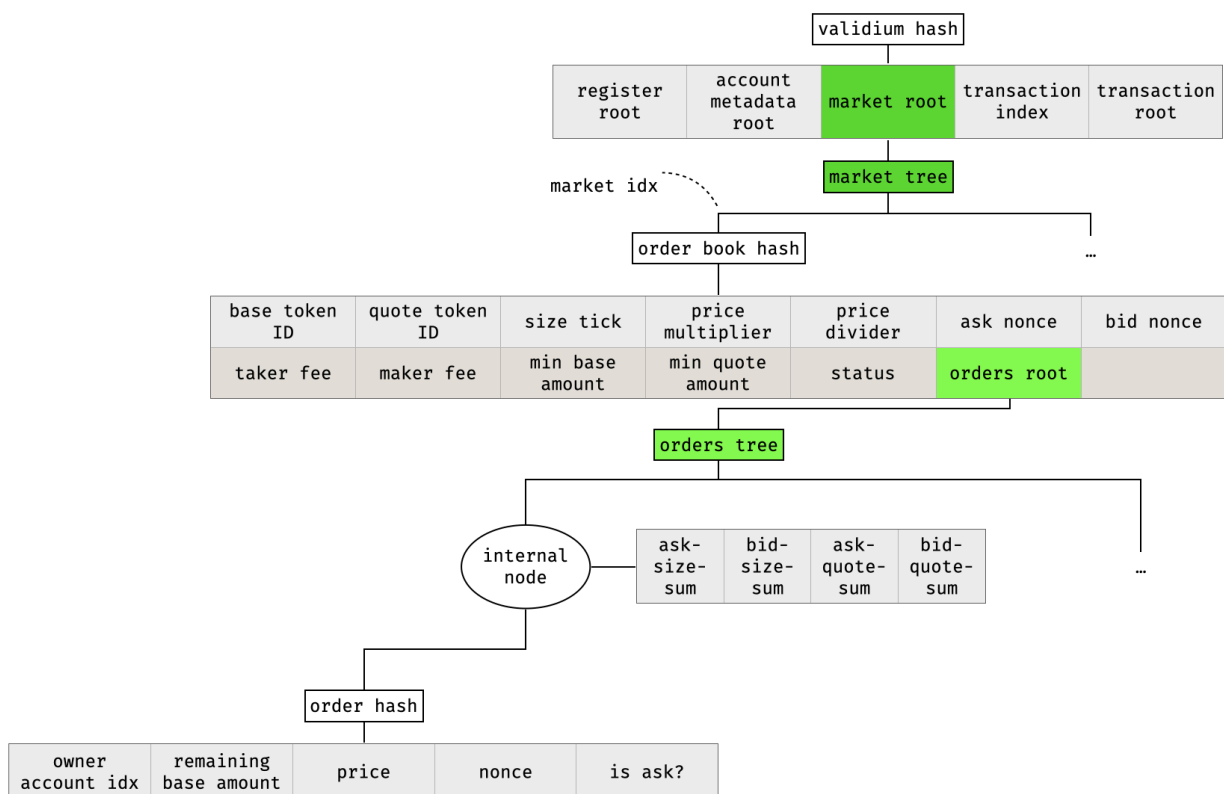 validium hash
register
root
account
metadata
root
market root
transaction
index
transaction
root
market idx
market tree
order book hash
…
base token
ID
quote token
ID
size tick
price
multiplier
price
divider
ask nonce
bid nonce
taker fee
maker fee
min base
amount
min quote
amount
status
orders root
orders tree
internal
node
ask-
size-
sum
bid-
size-
sum
ask-
quote-
sum
bid-
quote-
sum
…
order hash
owner
account idx
remaining
base amount
price
nonce
is ask?